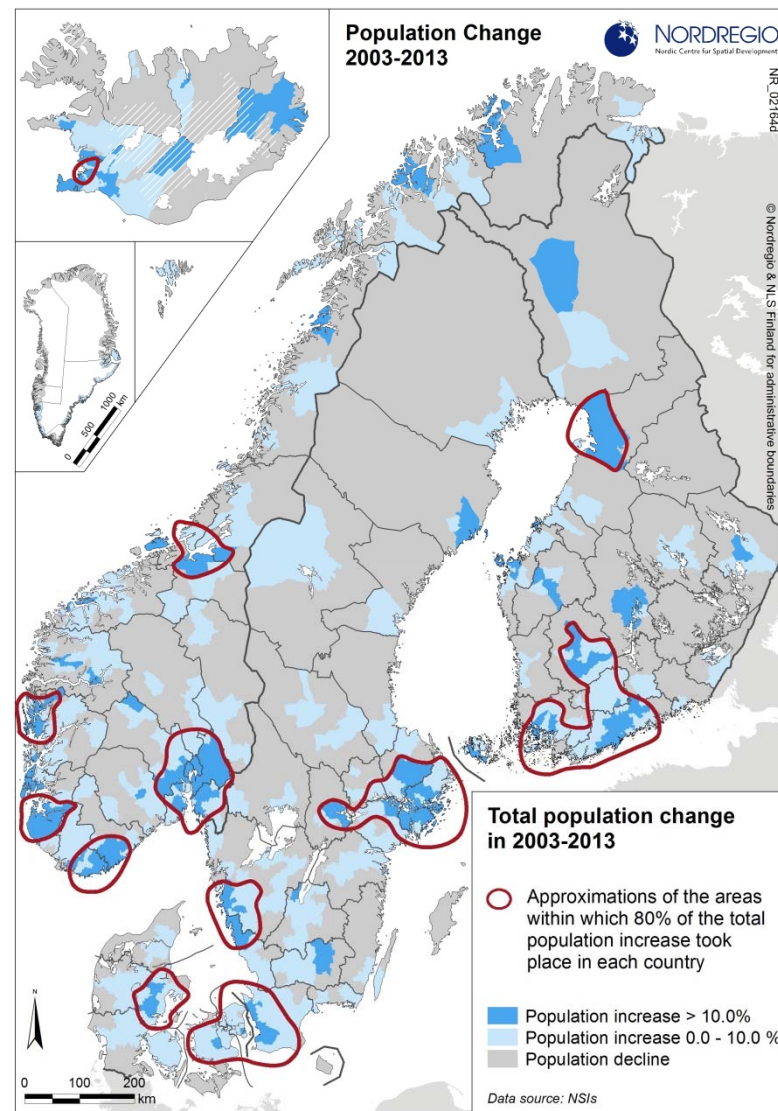 Population Change
2003-2013
NORDREGIO
Nordic Centre for Spatial Development
NR_02164d
© Nordregio & NLS Finland for administrative boundaries
0
500
1000
km
Total population change
in 2003-2013
Approximations of the areas
within which 80% of the total
population increase took
place in each country
Population increase > 10.0%
Population increase 0.0 - 10.0 %
Population decline
Data source: NSIs
N
0 100 200
km